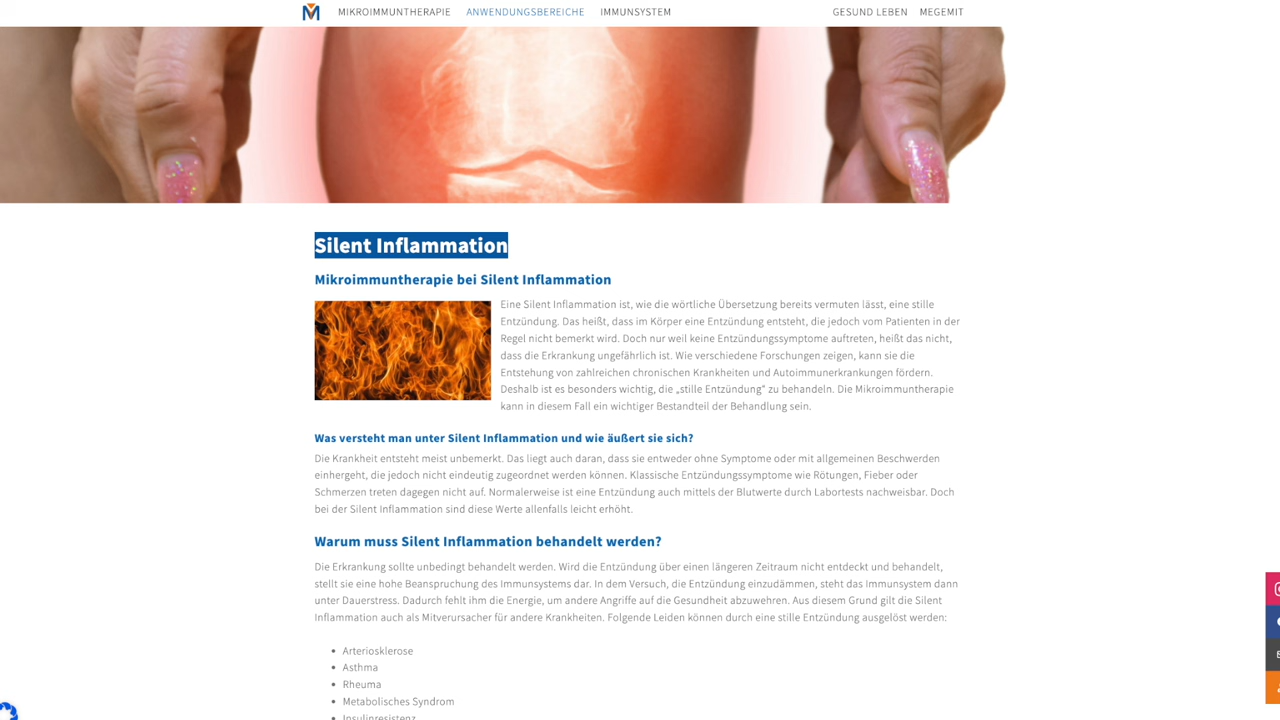 MIKROIMMUNTHERAPIE ANWENDUNGSBEREICHE IMMUNSYSTEM GESUND LEBEN MEGEMIT
Silent Inflammation
Mikroimmuntherapie bei Silent Inflammation
Eine Silent Inflammation ist, wie die wörtliche Übersetzung bereits vermuten lässt, eine stille
Entzündung. Das heißt, dass im Körper eine Entzündung entsteht, die jedoch vom Patienten in der
Regel nicht bemerkt wird. Doch nur weil keine Entzündungssymptome auftreten, heißt das nicht,
dass die Erkrankung ungefährlich ist. Wie verschiedene Forschungen zeigen, kann sie die
Entstehung von zahlreichen chronischen Krankheiten und Autoimmunerkrankungen fördern.
Deshalb ist es besonders wichtig, die „stille Entzündung“ zu behandeln. Die Mikroimmuntherapie
kann in diesem Fall ein wichtiger Bestandteil der Behandlung sein.
Was versteht man unter Silent Inflammation und wie äußert sie sich?
Die Krankheit entsteht meist unbemerkt. Das liegt auch daran, dass sie entweder ohne Symptome oder mit allgemeinen Beschwerden
einhergeht, die jedoch nicht eindeutig zugeordnet werden können. Klassische Entzündungssymptome wie Rötungen, Fieber oder
Schmerzen treten dagegen nicht auf. Normalerweise ist eine Entzündung auch mittels der Blutwerte durch Labortests nachweisbar. Doch
bei der Silent Inflammation sind diese Werte allenfalls leicht erhöht.
Warum muss Silent Inflammation behandelt werden?
Die Erkrankung sollte unbedingt behandelt werden. Wird die Entzündung über einen längeren Zeitraum nicht entdeckt und behandelt,
stellt sie eine hohe Beanspruchung des Immunsystems dar. In dem Versuch, die Entzündung einzudämmen, steht das Immunsystem dann
unter Dauerstress. Dadurch fehlt ihm die Energie, um andere Angriffe auf die Gesundheit abzuwehren. Aus diesem Grund gilt die Silent
Inflammation auch als Mitverursacher für andere Krankheiten. Folgende Leiden können durch eine stille Entzündung ausgelöst werden:
• Arteriosklerose
• Asthma
• Rheuma
• Metabolisches Syndrom
• Insulinresistenz